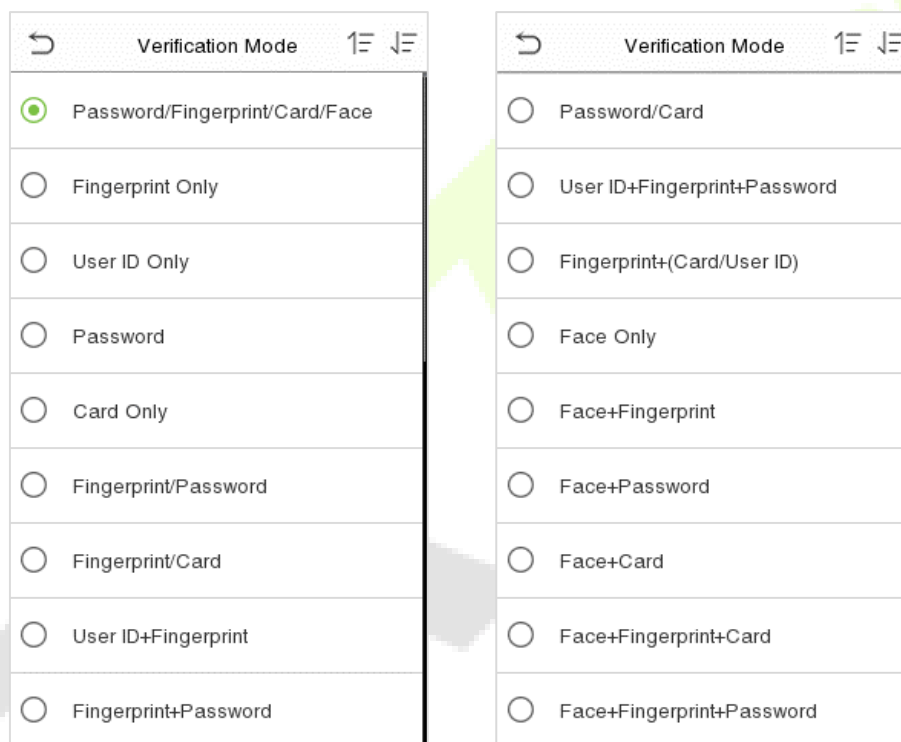 Verification Mode
Password/Fingerprint/Card/Face
Fingerprint Only
User ID Only
Password
Card Only
Fingerprint/Password
Fingerprint/Card
User ID+Fingerprint
Fingerprint+Password
Verification Mode
Password/Card
User ID+Fingerprint+Password
Fingerprint+(Card/User ID)
Face Only
Face+Fingerprint
Face+Password
Face+Card
Face+Fingerprint+Card
Face+Fingerprint+Password